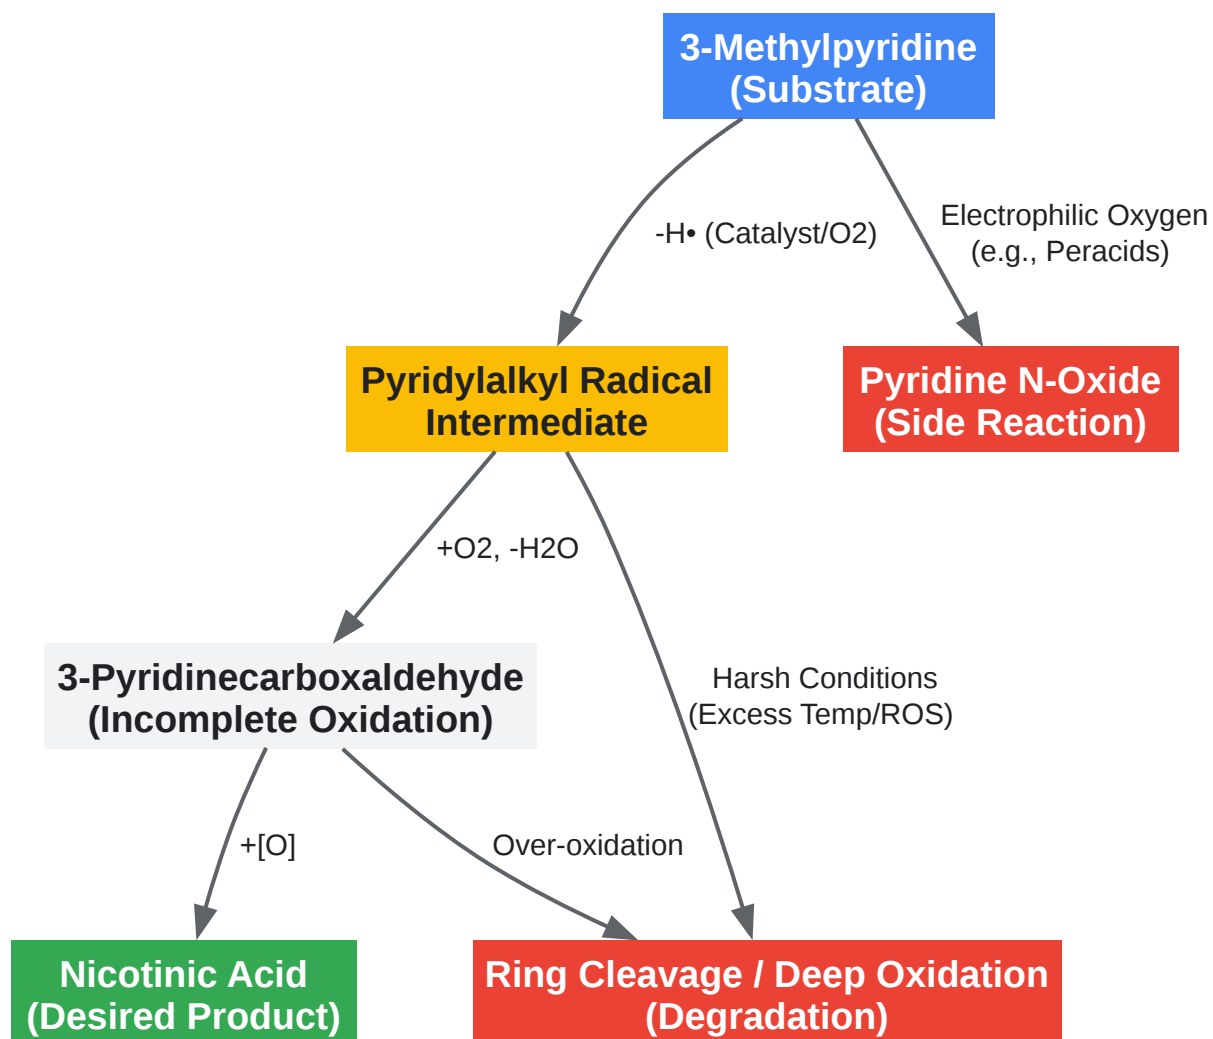 3-Methylpyridine
(Substrate)
-H• (Catalyst/O2)
Electrophilic Oxygen
(e.g., Peracids)
Pyridylalkyl Radical
Intermediate
Pyridine N-Oxide
(Side Reaction)
+O2, -H2O
3-Pyridinecarboxaldehyde
(Incomplete Oxidation)
Harsh Conditions
(Excess Temp/ROS)
+[O]
Over-oxidation
Nicotinic Acid
(Desired Product)
Ring Cleavage / Deep Oxidation
(Degradation)